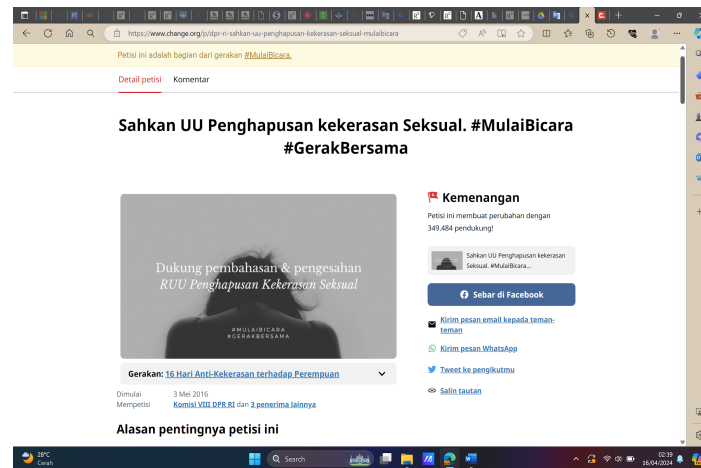 https://www.change.org/p/dpr-ri-sahkan-uu-penghapusan-kekerasan-seksual-mulaibicara
Petisi ini adalah bagian dari gerakan #MulaiBicara.
Detail petisi Komentar
Sahkan UU Penghapusan kekerasan Seksual. #MulaiBicara
#GerakBersama
Dukung pembahasan & pengesahan
RUU Penghapusan Kekerasan Seksual
#MULAIBICARA
#GERAKBERSAMA
Gerakan: 16 Hari Anti-Kekerasan terhadap Perempuan
Dimulai 3 Mei 2016
Mempetisi Komisi VIII DPR RI dan 3 penerima lainnya
Alasan pentingnya petisi ini
Kemenangan
Petisi ini membuat perubahan dengan
349.484 pendukung!
Sahkan UU Penghapusan kekerasan
Seksual. #MulaiBicara...
Sebar di Facebook
Kirim pesan email kepada teman-
teman
Kirim pesan WhatsApp
Tweet ke pengikutmu
Salin tautan
28°C
Cerah
Search
02:39
16/04/2024